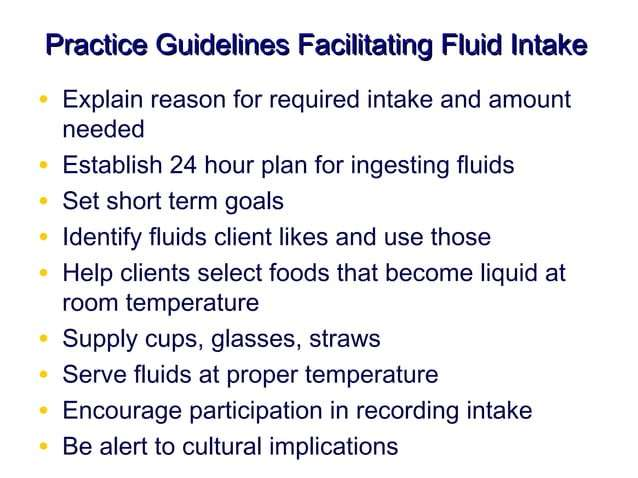 Practice Guidelines Facilitating Fluid Intake
• Explain reason for required intake and amount
needed
• Establish 24 hour plan for ingesting fluids
• Set short term goals
• Identify fluids client likes and use those
• Help clients select foods that become liquid at
room temperature
• Supply cups, glasses, straws
• Serve fluids at proper temperature
• Encourage participation in recording intake
• Be alert to cultural implications